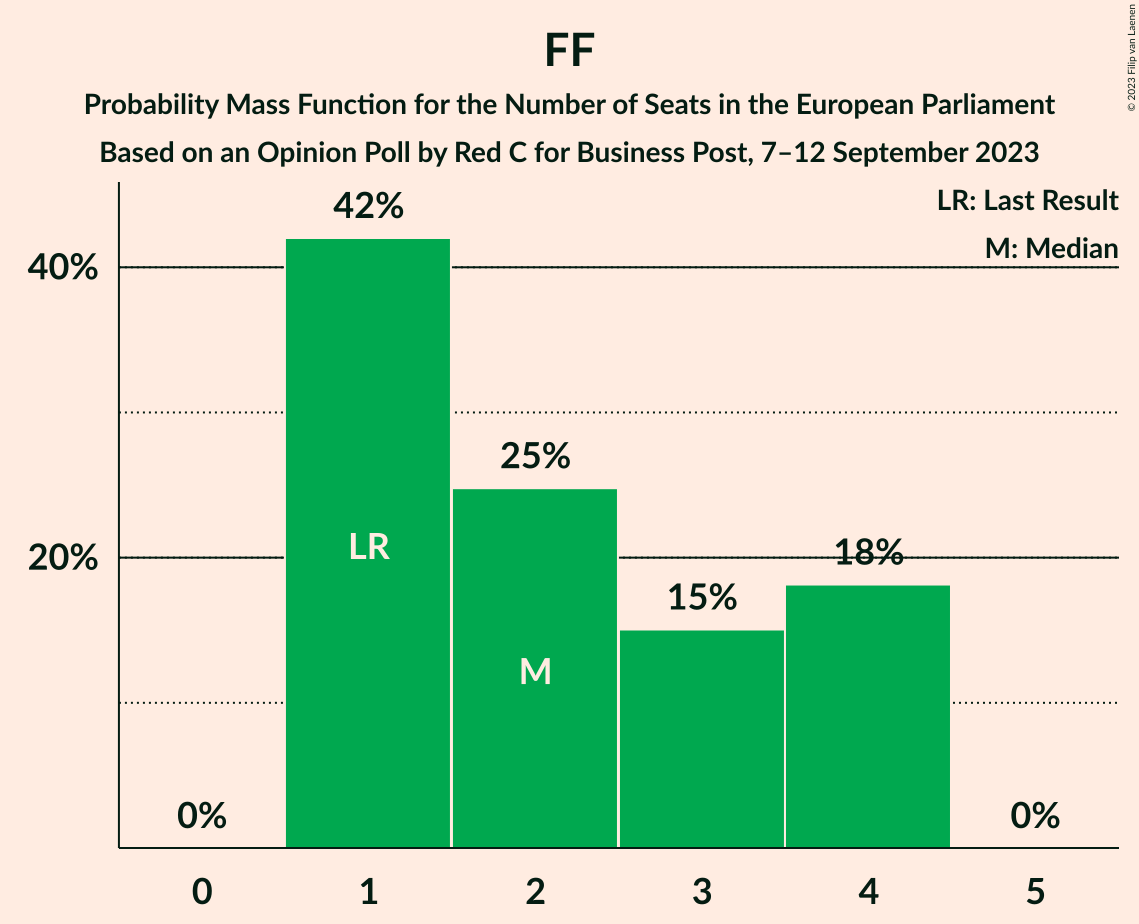 FF
Probability Mass Function for the Number of Seats in the European Parliament
Based on an Opinion Poll by Red C for Business Post, 7–12 September 2023
© 2023 Filip van Laenen
LR: Last Result
M: Median
40%
20%
0%
42%
25%
15%
18%
0%
LR
M
0 1 2 3 4 5